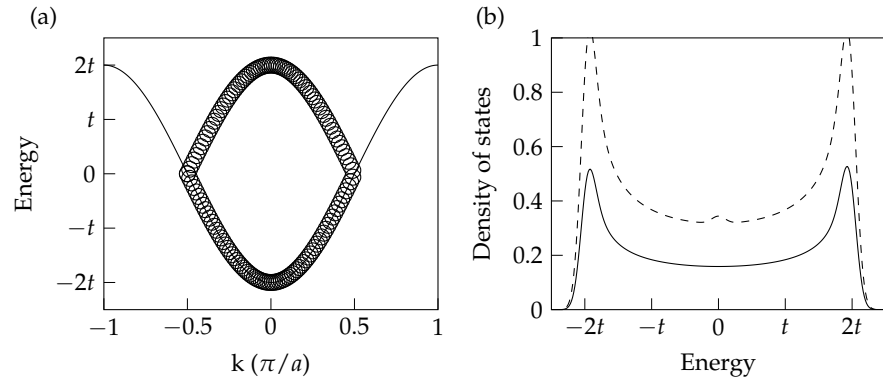 (a)
2t
t
0
−t
−2t
Energy
−1
−0.5
0
0.5
1
k (π/a)
(b)
1
0.8
0.6
0.4
0.2
0
Density of states
−2t
−t
0
t
2t
Energy